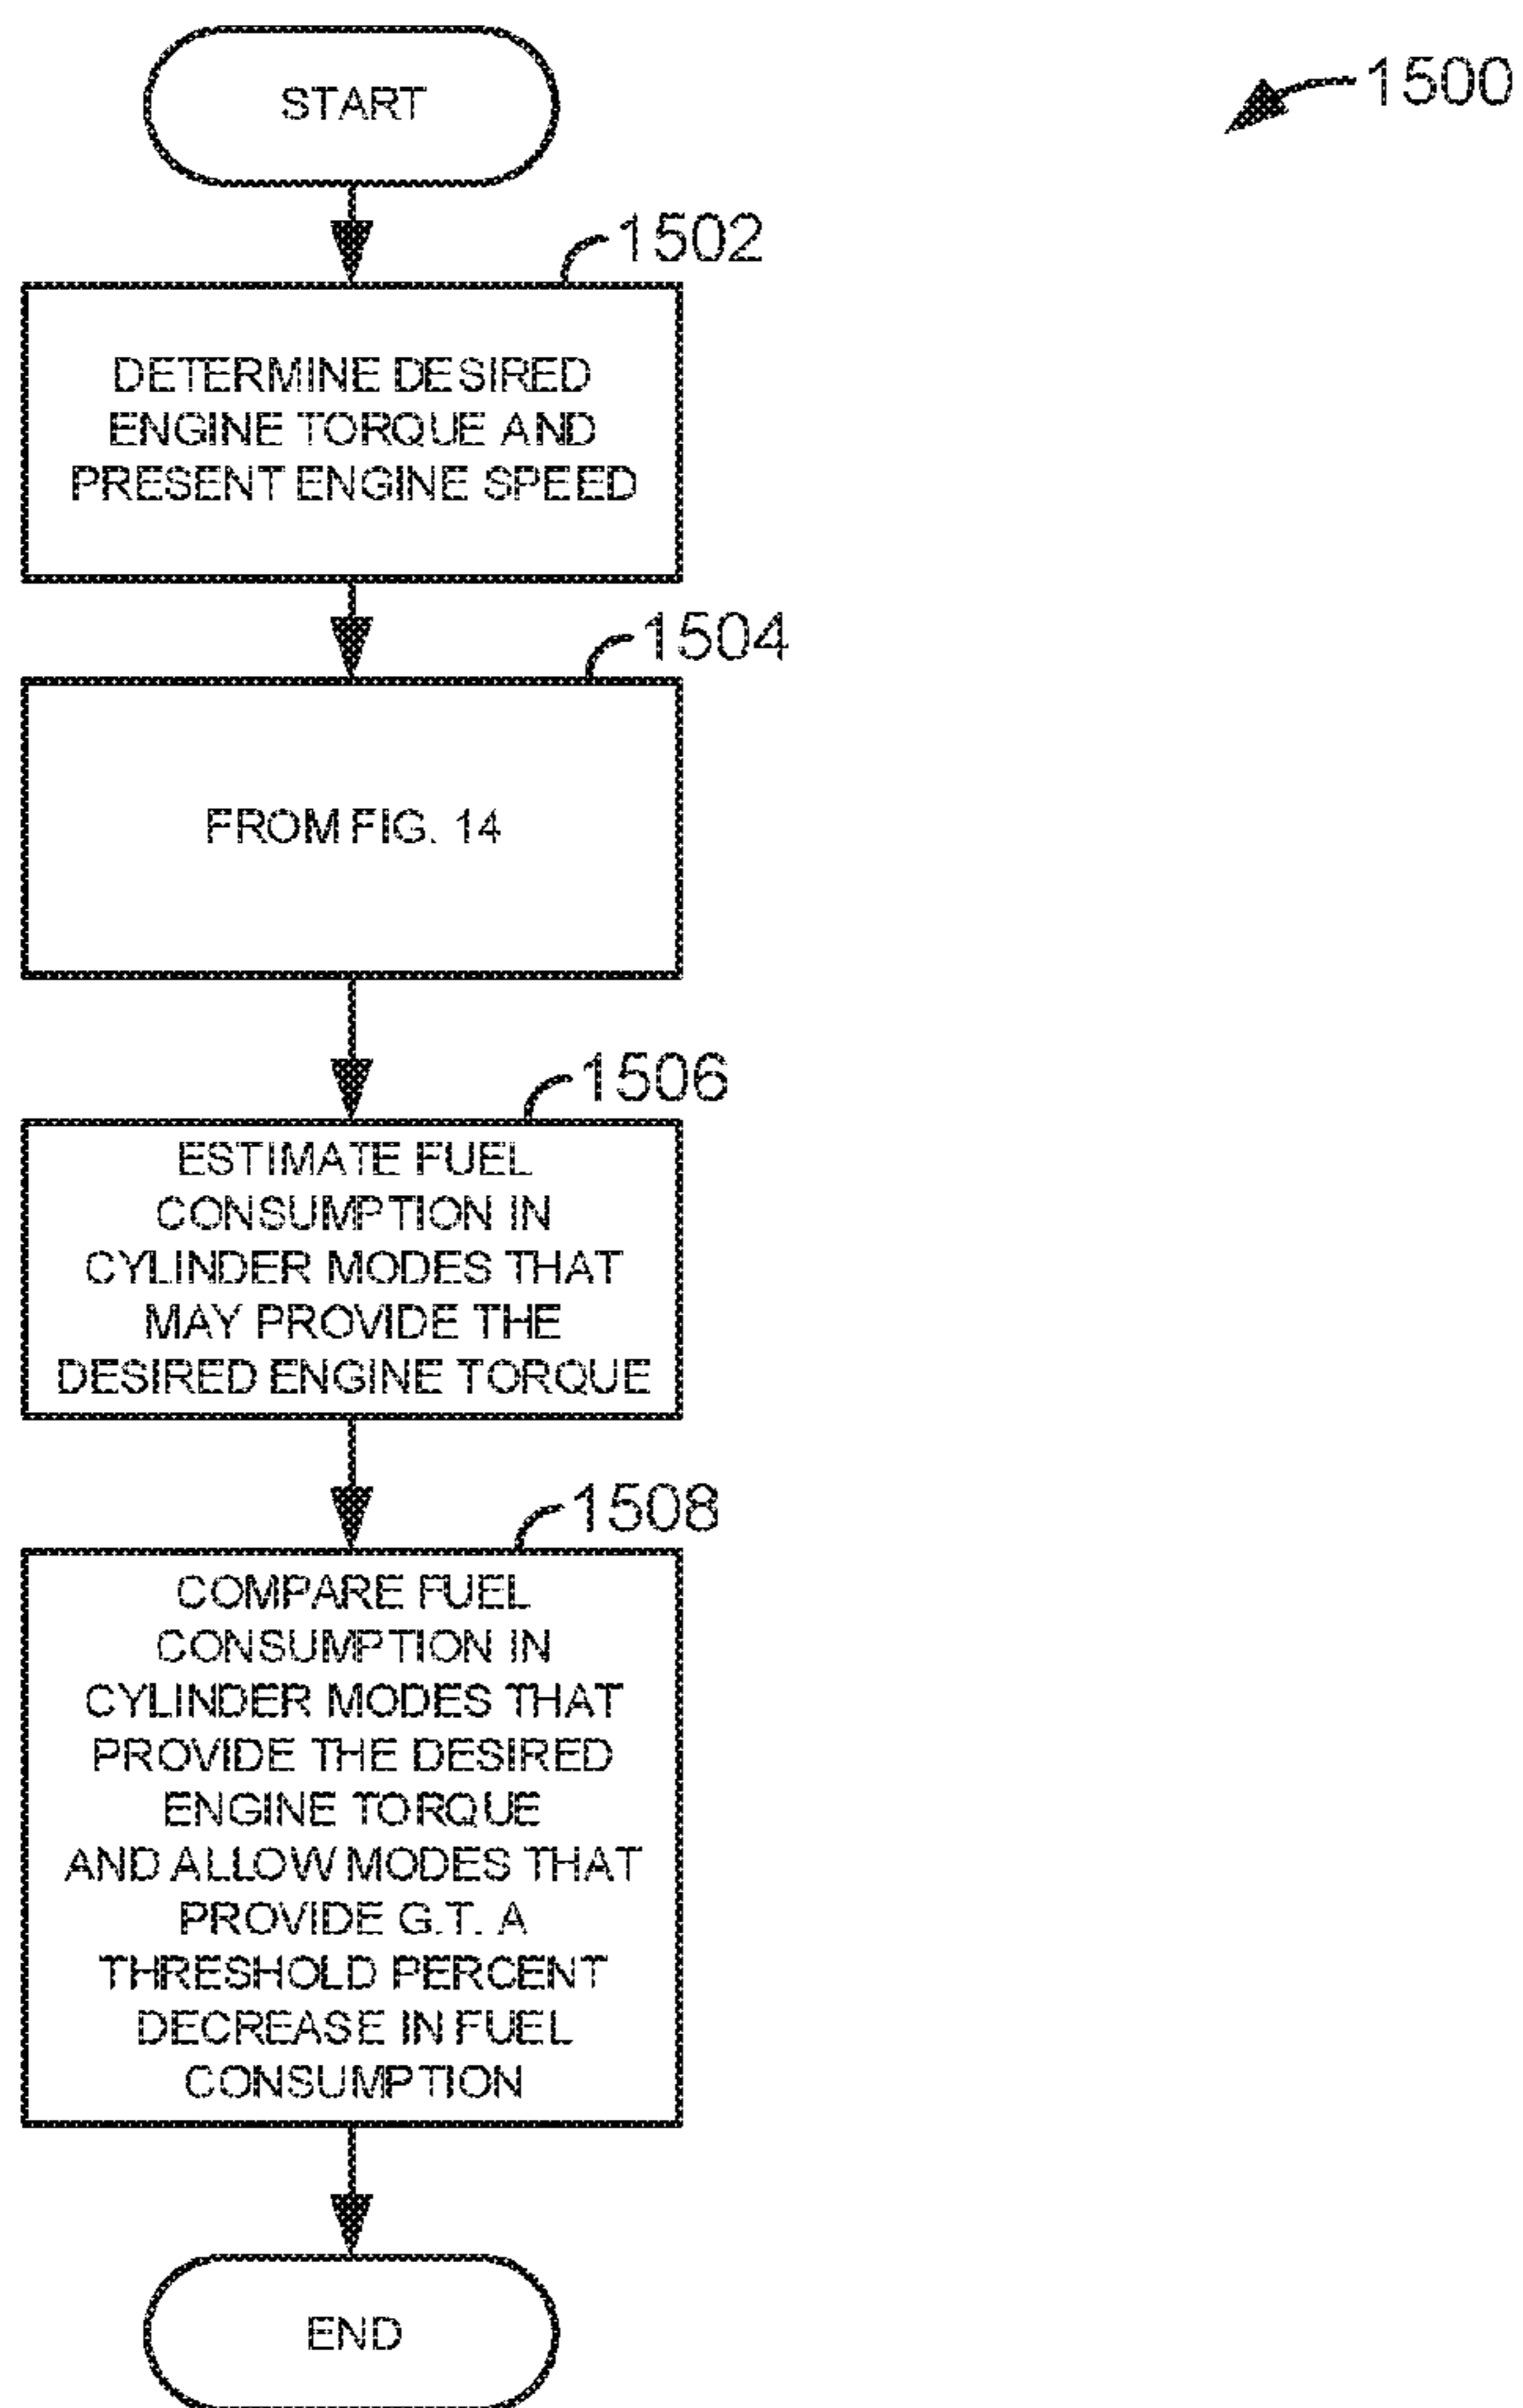 START
1500
1502
DETERMINE DESIRED
ENGINE TORQUE AND
PRESENT ENGINE SPEED
1504
FROM FIG. 14
1506
ESTIMATE FUEL
CONSUMPTION IN
CYLINDER MODES THAT
MAY PROVIDE THE
DESIRED ENGINE TORQUE
1508
COMPARE FUEL
CONSUMPTION IN
CYLINDER MODES THAT
PROVIDE THE DESIRED
ENGINE TORQUE
AND ALLOW MODES THAT
PROVIDE G.T. A
THRESHOLD PERCENT
DECREASE IN FUEL
CONSUMPTION
END